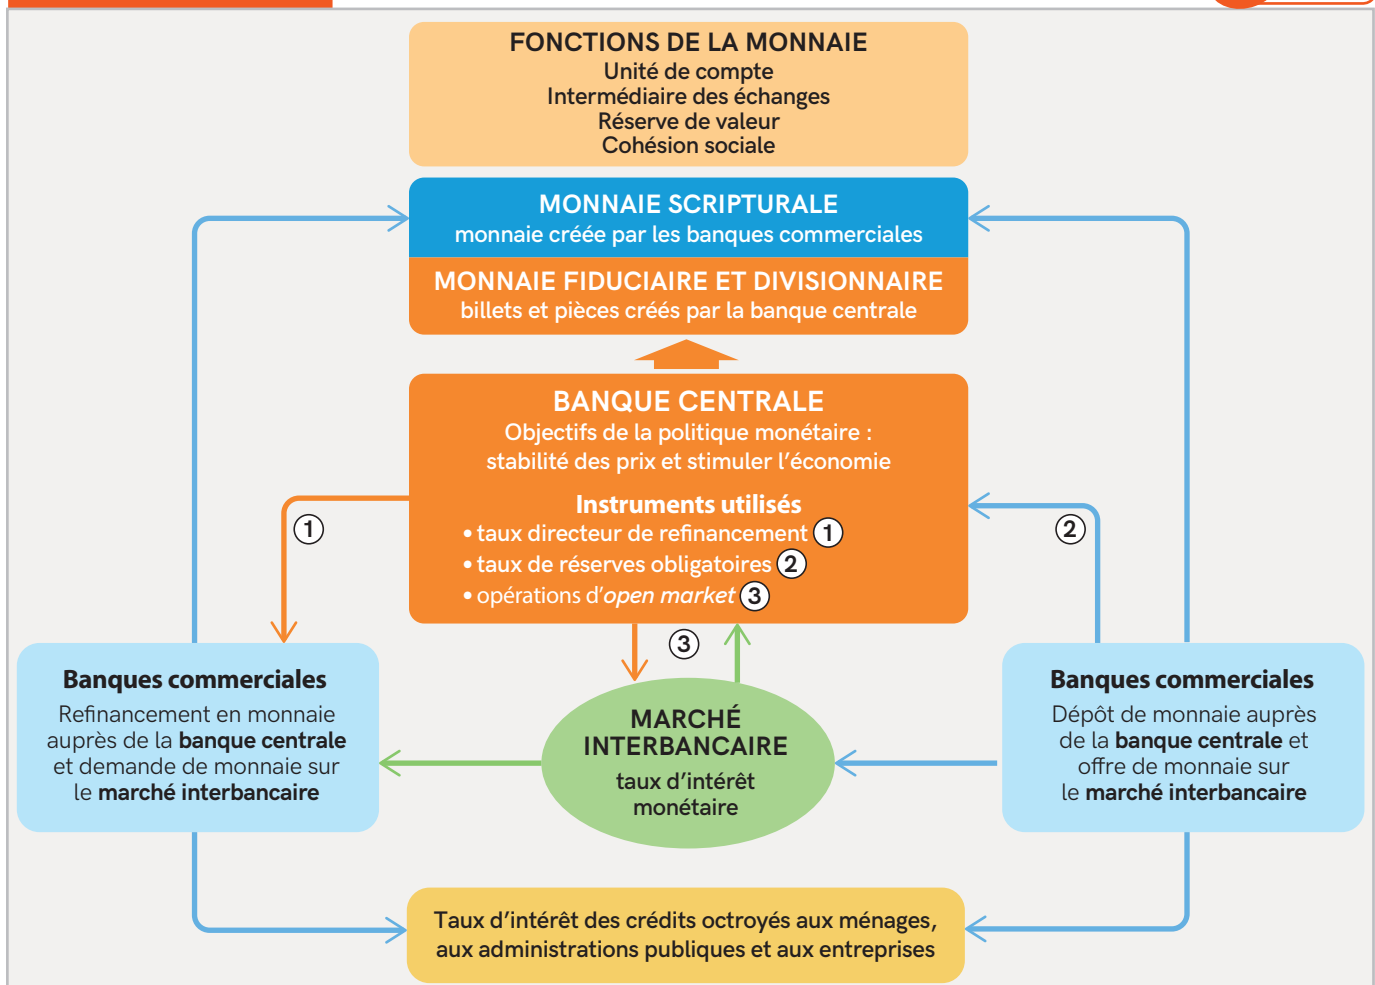 FONCTIONS DE LA MONNAIE
Unité de compte
Intermédiaire des échanges
Réserve de valeur
Cohésion sociale
MONNAIE SCRIPTURALE
monnaie créée par les banques commerciales
MONNAIE FIDUCIAIRE ET DIVISIONNAIRE
billets et pièces créés par la banque centrale
BANQUE CENTRALE
Objectifs de la politique monétaire :
stabilité des prix et stimuler l'économie
Instruments utilisés
• taux directeur de refinancement 1
• taux de réserves obligatoires 2
• opérations d'open market 3
1
2
3
Banques commerciales
Refinancement en monnaie
auprès de la banque centrale
et demande de monnaie sur
le marché interbancaire
MARCHÉ
INTERBANCAIRE
taux d'intérêt
monétaire
Banques commerciales
Dépôt de monnaie auprès
de la banque centrale et
offre de monnaie sur
le marché interbancaire
Taux d'intérêt des crédits octroyés aux ménages,
aux administrations publiques et aux entreprises